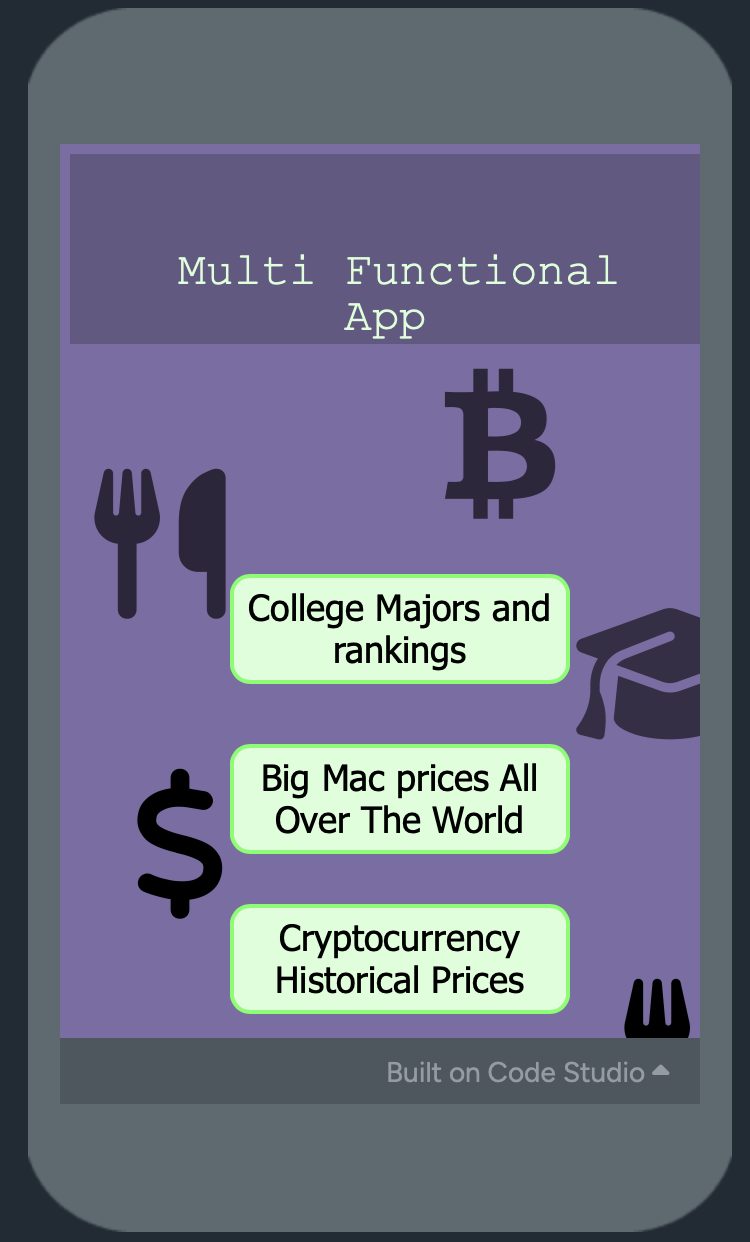 Multi Functional
App
College Majors and
rankings
Big Mac prices All
Over The World
Cryptocurrency
Historical Prices
Built on Code Studio